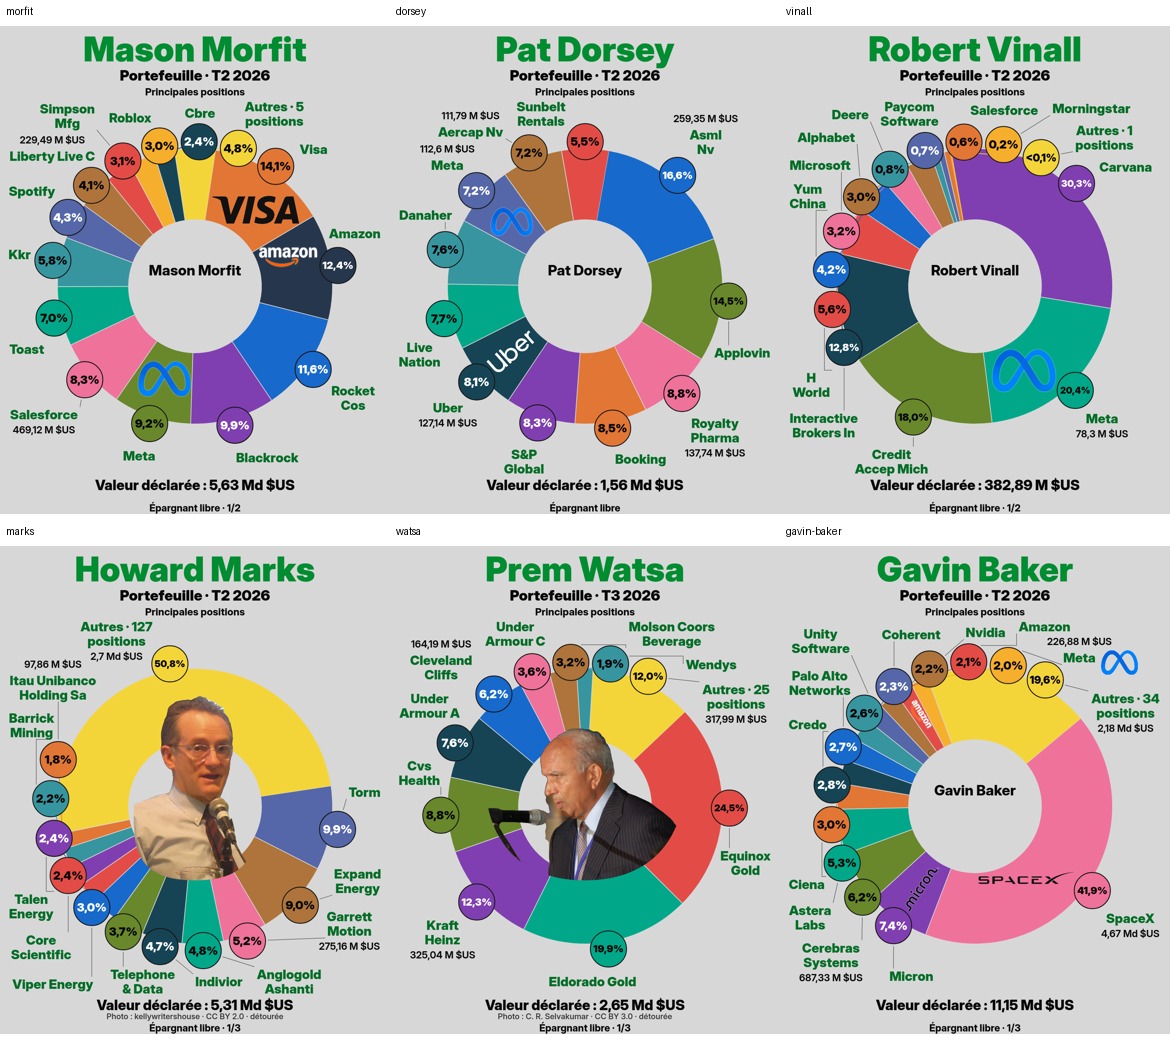 morfit
Mason Morfit
Portefeuille · T2 2026
Principales positions
Simpson
Mfg
229,49 M $US
Roblox
Cbre
Autres · 5
positions
Visa
Liberty Live C
Spotify
Kkr
Toast
Salesforce
469,12 M $US
Meta
Blackrock
Rocket
Cos
Amazon
3,1%
3,0%
2,4%
4,8%
14,1%
4,1%
4,3%
5,8%
7,0%
8,3%
9,2%
9,9%
11,6%
12,4%
VISA
amazon
Mason Morfit
Valeur déclarée : 5,63 Md $US
Épargnant libre · 1/2
dorsey
Pat Dorsey
Portefeuille · T2 2026
Principales positions
111,79 M $US
Sunbelt
Rentals
259,35 M $US
Asml
Nv
Aercap Nv
112,6 M $US
Meta
Danaher
Live
Nation
Uber
127,14 M $US
S&P
Global
Booking
Royalty
Pharma
137,74 M $US
Applovin
7,2%
5,5%
16,6%
7,2%
7,6%
7,7%
8,1%
8,3%
8,5%
8,8%
14,5%
Uber
Pat Dorsey
Valeur déclarée : 1,56 Md $US
Épargnant libre
vinall
Robert Vinall
Portefeuille · T2 2026
Principales positions
Deere
Paycom
Software
Salesforce
Morningstar
Autres · 1
positions
Carvana
Alphabet
Microsoft
Yum
China
H
World
Interactive
Brokers In
Credit
Accep Mich
Meta
78,3 M $US
0,8%
0,7%
0,6%
0,2%
<0,1%
30,3%
3,0%
3,2%
4,2%
5,6%
12,8%
18,0%
20,4%
Robert Vinall
Valeur déclarée : 382,89 M $US
Épargnant libre · 1/2
marks
Howard Marks
Portefeuille · T2 2026
Principales positions
Autres · 127
positions
2,7 Md $US
97,86 M $US
Itau Unibanco
Holding Sa
Barrick
Mining
Talen
Energy
Core
Scientific
Viper Energy
Telephone
& Data
Indivior
Anglogold
Ashanti
Garrett
Motion
275,16 M $US
Expand
Energy
Torm
50,8%
1,8%
2,2%
2,4%
2,4%
3,0%
3,7%
4,7%
4,8%
5,2%
9,0%
9,9%
Valeur déclarée : 5,31 Md $US
Photo : kellywritershouse · CC BY 2.0 · détourée
Épargnant libre · 1/3
watsa
Prem Watsa
Portefeuille · T3 2026
Principales positions
Under
Armour C
Molson Coors
Beverage
Wendys
Autres · 25
positions
317,99 M $US
164,19 M $US
Cleveland
Cliffs
Under
Armour A
Cvs
Health
Kraft
Heinz
325,04 M $US
Eldorado Gold
Equinox
Gold
3,6%
3,2%
1,9%
12,0%
6,2%
7,6%
8,8%
12,3%
19,9%
24,5%
Valeur déclarée : 2,65 Md $US
Photo : C. R. Selvakumar · CC BY 3.0 · détourée
Épargnant libre · 1/3
gavin-baker
Gavin Baker
Portefeuille · T2 2026
Principales positions
Unity
Software
Coherent
Nvidia
Amazon
226,88 M $US
Meta
Autres · 34
positions
2,18 Md $US
Palo Alto
Networks
Credo
Ciena
Astera
Labs
Cerebras
Systems
687,33 M $US
Micron
SpaceX
4,67 Md $US
2,3%
2,2%
2,1%
2,0%
19,6%
2,6%
2,7%
2,8%
3,0%
5,3%
6,2%
7,4%
41,9%
amazon
micron
SPACEX
Gavin Baker
Valeur déclarée : 11,15 Md $US
Épargnant libre · 1/3